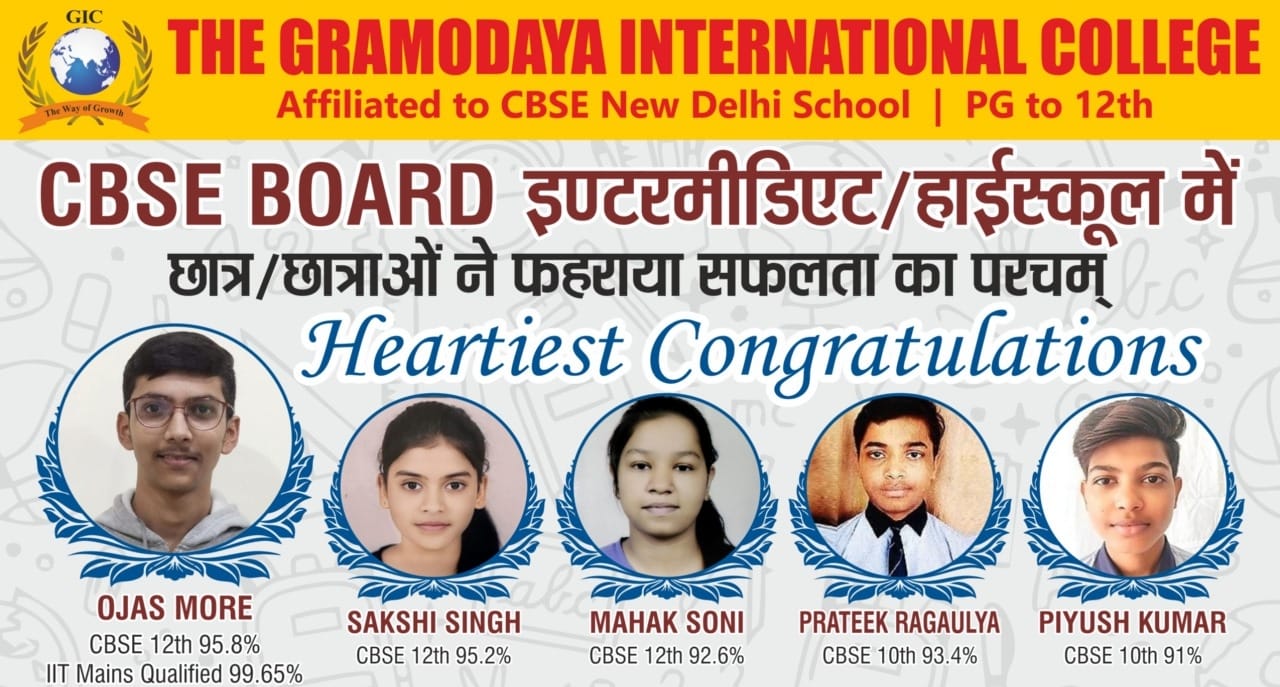 GIC
The Way of Growth
THE GRAMODAYA INTERNATIONAL COLLEGE
Affiliated to CBSE New Delhi School | PG to 12th
CBSE BOARD इण्टरमीडिएट/हाईस्कूल में
छात्र/छात्राओं ने फहराया सफलता का परचम्
Heartiest Congratulations
OJAS MORE
CBSE 12th 95.8%
IIT Mains Qualified 99.65%
SAKSHI SINGH
CBSE 12th 95.2%
MAHAK SONI
CBSE 12th 92.6%
PRATEEK RAGAULYA
CBSE 10th 93.4%
PIYUSH KUMAR
CBSE 10th 91%
abc
mc